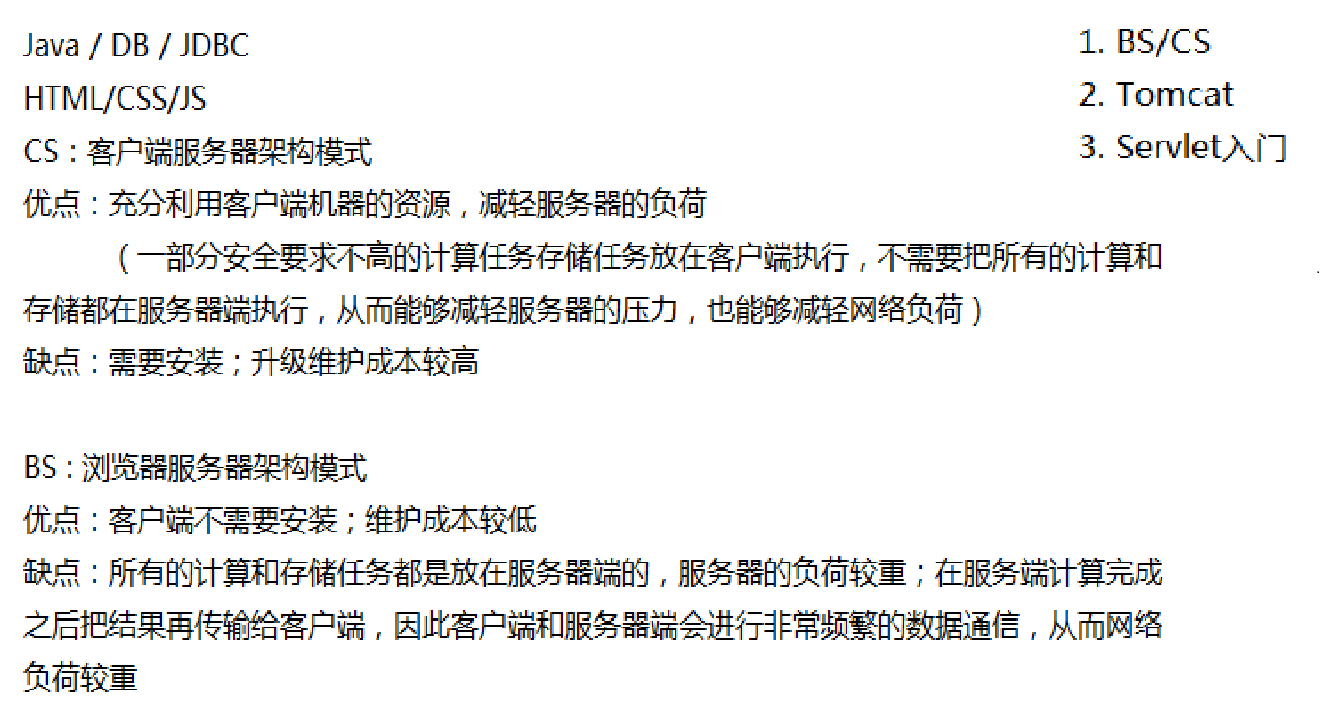 Java / DB / JDBC
HTML/CSS/JS
CS：客户端服务器架构模式
优点：充分利用客户端机器的资源，减轻服务器的负荷
（一部分安全要求不高的计算任务存储任务放在客户端执行，不需要把所有的计算和
存储都在服务器端执行，从而能够减轻服务器的压力，也能够减轻网络负荷）
缺点：需要安装；升级维护成本较高
BS：浏览器服务器架构模式
优点：客户端不需要安装；维护成本较低
缺点：所有的计算和存储任务都是放在服务器端的，服务器的负荷较重；在服务端计算完成
之后把结果再传输给客户端，因此客户端和服务器端会进行非常频繁的数据通信，从而网络
负荷较重
1. BS/CS
2. Tomcat
3. Servlet入门